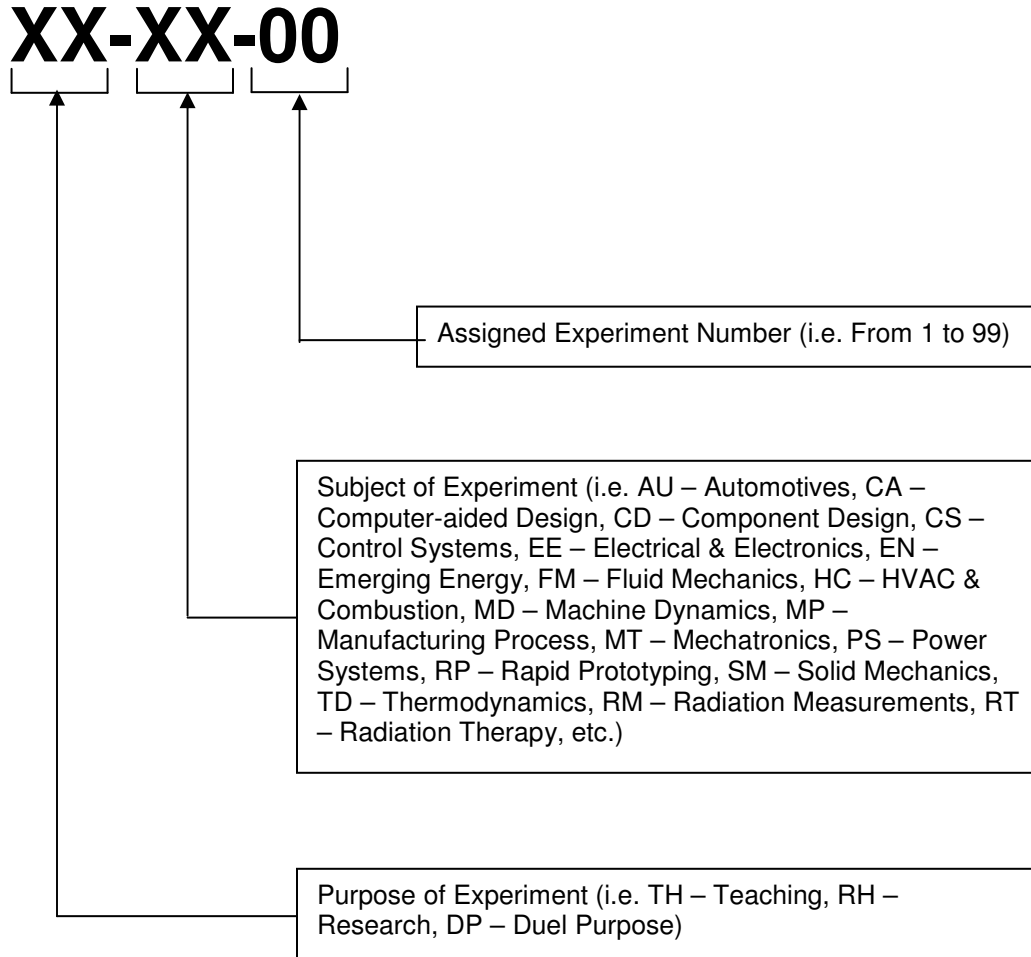 XX-XX-00
Assigned Experiment Number (i.e. From 1 to 99)
Subject of Experiment (i.e. AU – Automotives, CA –
Computer-aided Design, CD – Component Design, CS –
Control Systems, EE – Electrical & Electronics, EN –
Emerging Energy, FM – Fluid Mechanics, HC – HVAC &
Combustion, MD – Machine Dynamics, MP –
Manufacturing Process, MT – Mechatronics, PS – Power
Systems, RP – Rapid Prototyping, SM – Solid Mechanics,
TD – Thermodynamics, RM – Radiation Measurements, RT
– Radiation Therapy, etc.)
Purpose of Experiment (i.e. TH – Teaching, RH –
Research, DP – Duel Purpose)